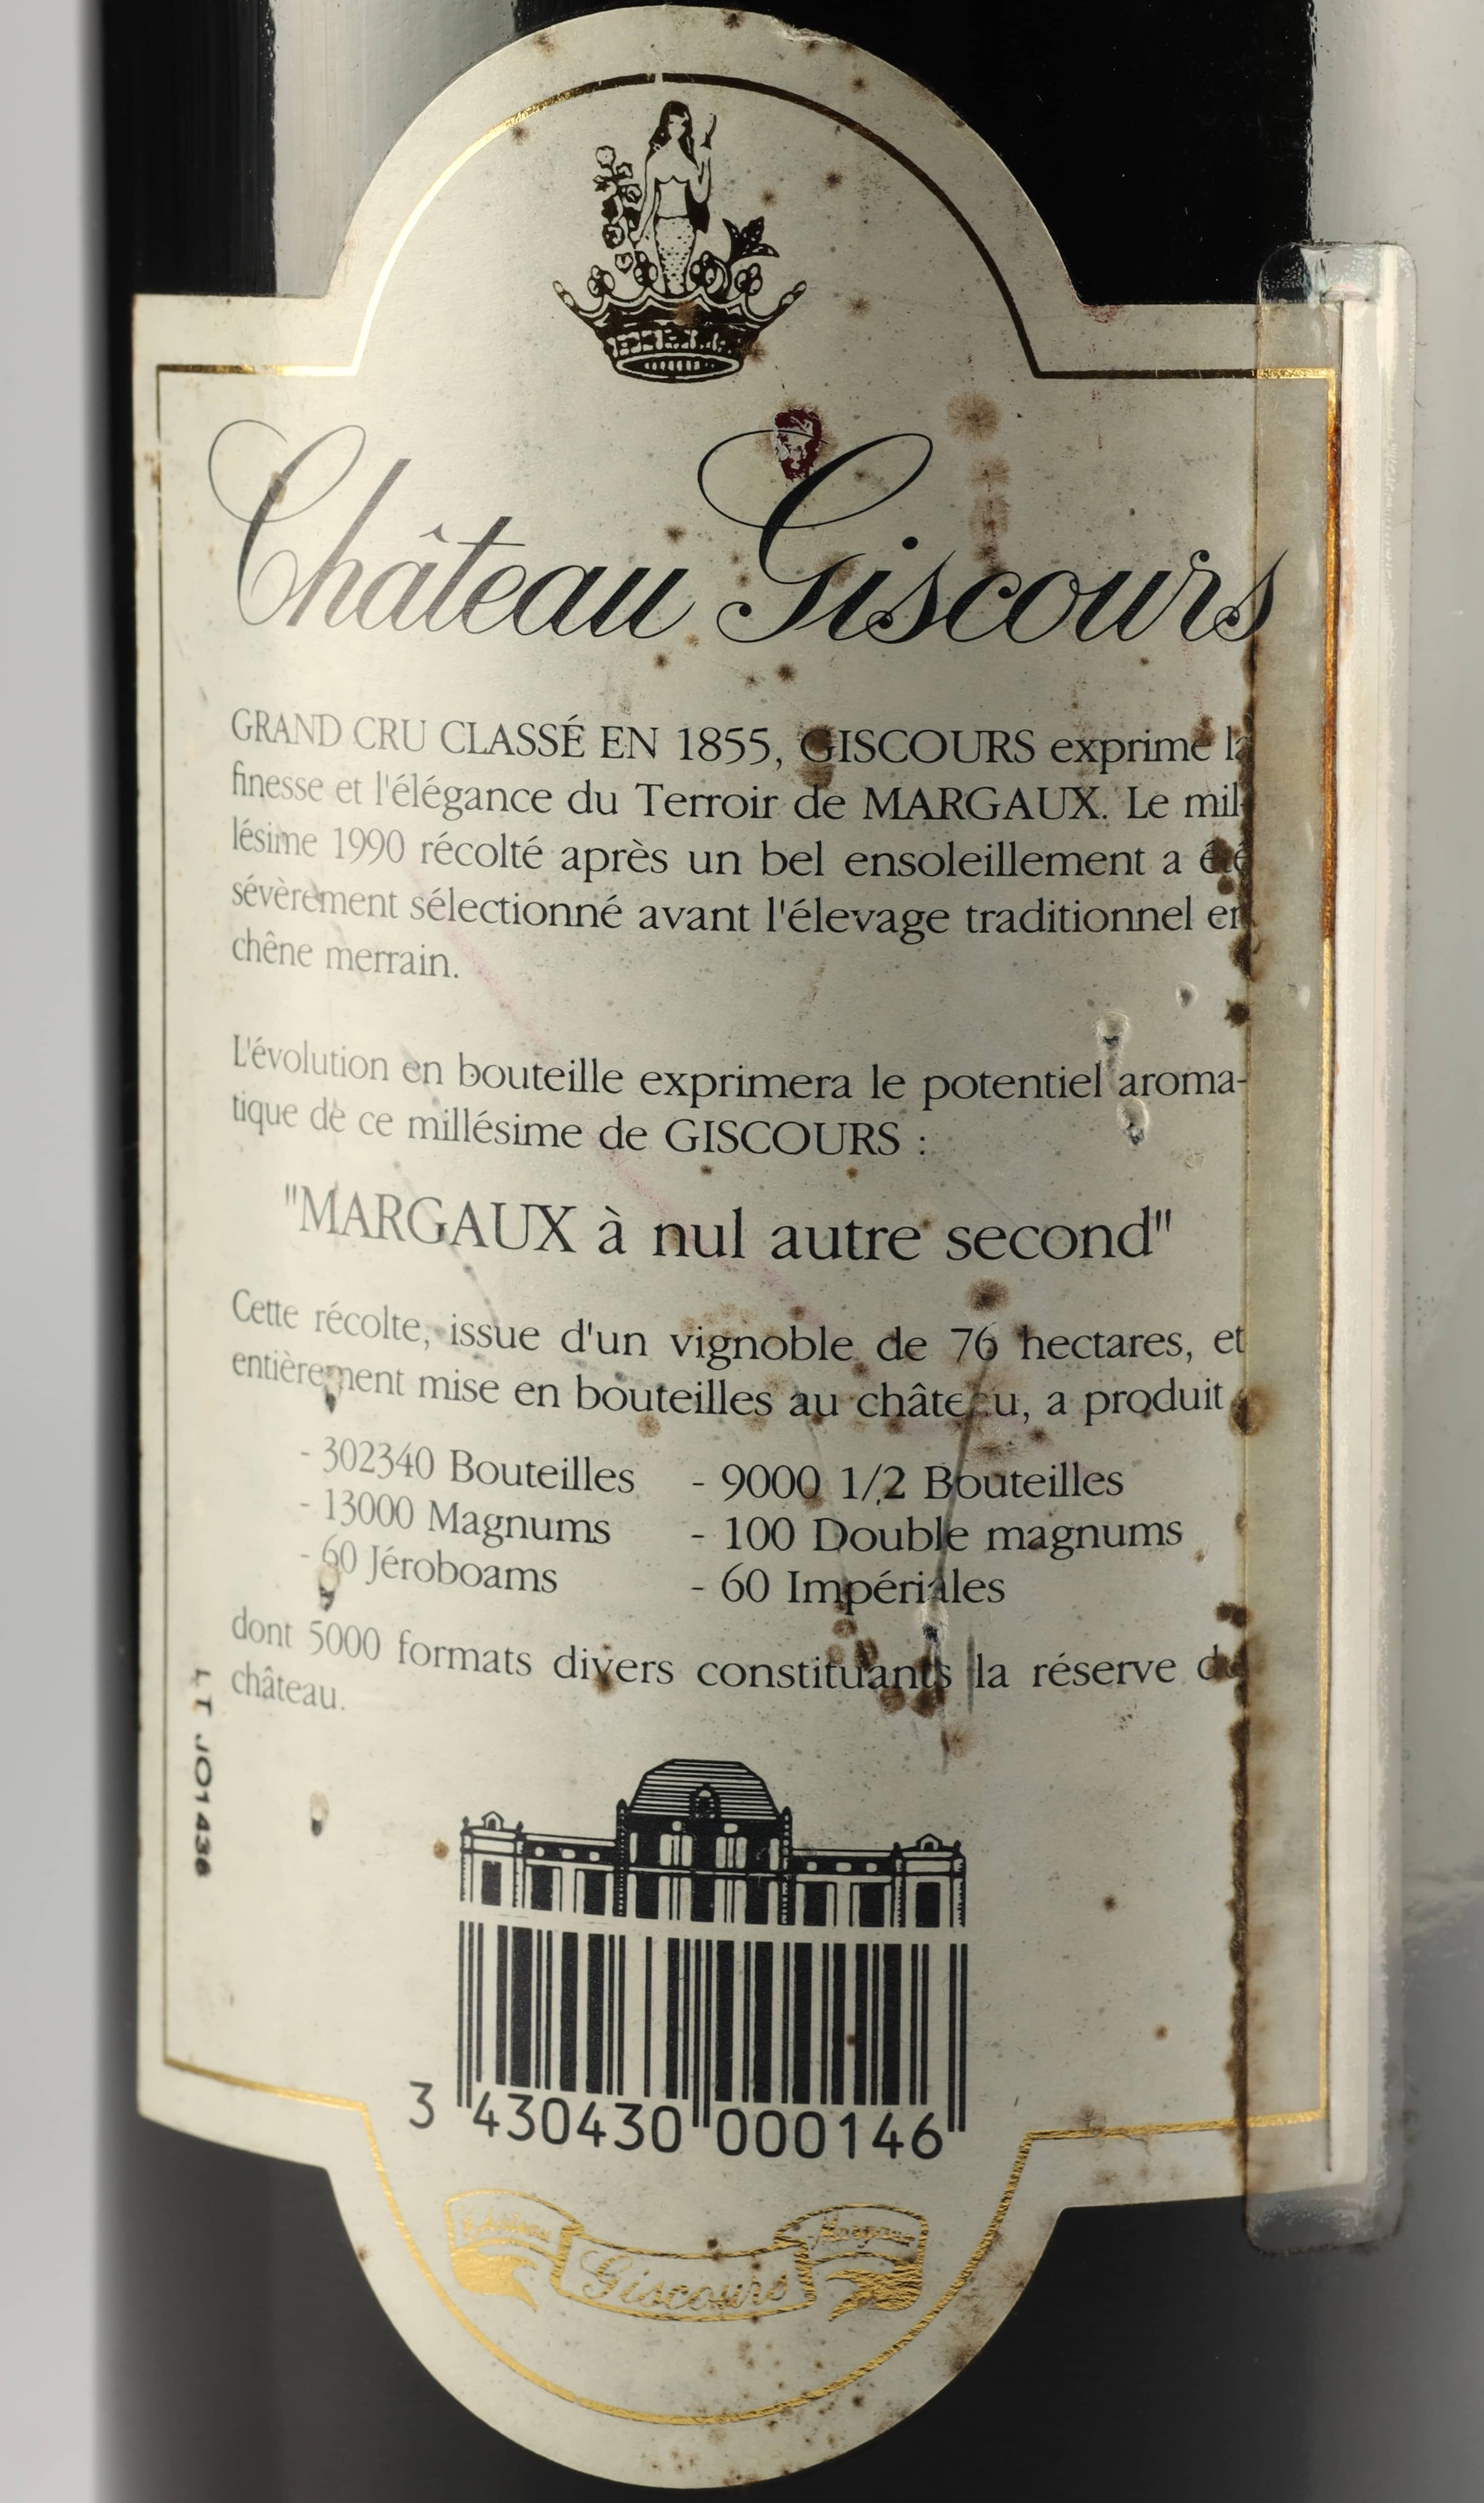 Château Giscours
GRAND CRU CLASSÉ EN 1855, GISCOURS exprime la
finesse et l'élégance du Terroir de MARGAUX. Le mil-
lésime 1990 récolté après un bel ensoleillement a été
sévèrement sélectionné avant l'élevage traditionnel en
chêne merrain.
L'évolution en bouteille exprimera le potentiel aroma-
tique de ce millésime de GISCOURS :
"MARGAUX à nul autre second"
Cette récolte, issue d'un vignoble de 76 hectares, et
entièrement mise en bouteilles au château, a produit
- 302340 Bouteilles - 9000 1/2 Bouteilles
- 13000 Magnums - 100 Double magnums
- 60 Jéroboams - 60 Impériales
dont 5000 formats divers constituants la réserve du
château.
LT JO1436
3 430430 000146
Château Giscours Margaux